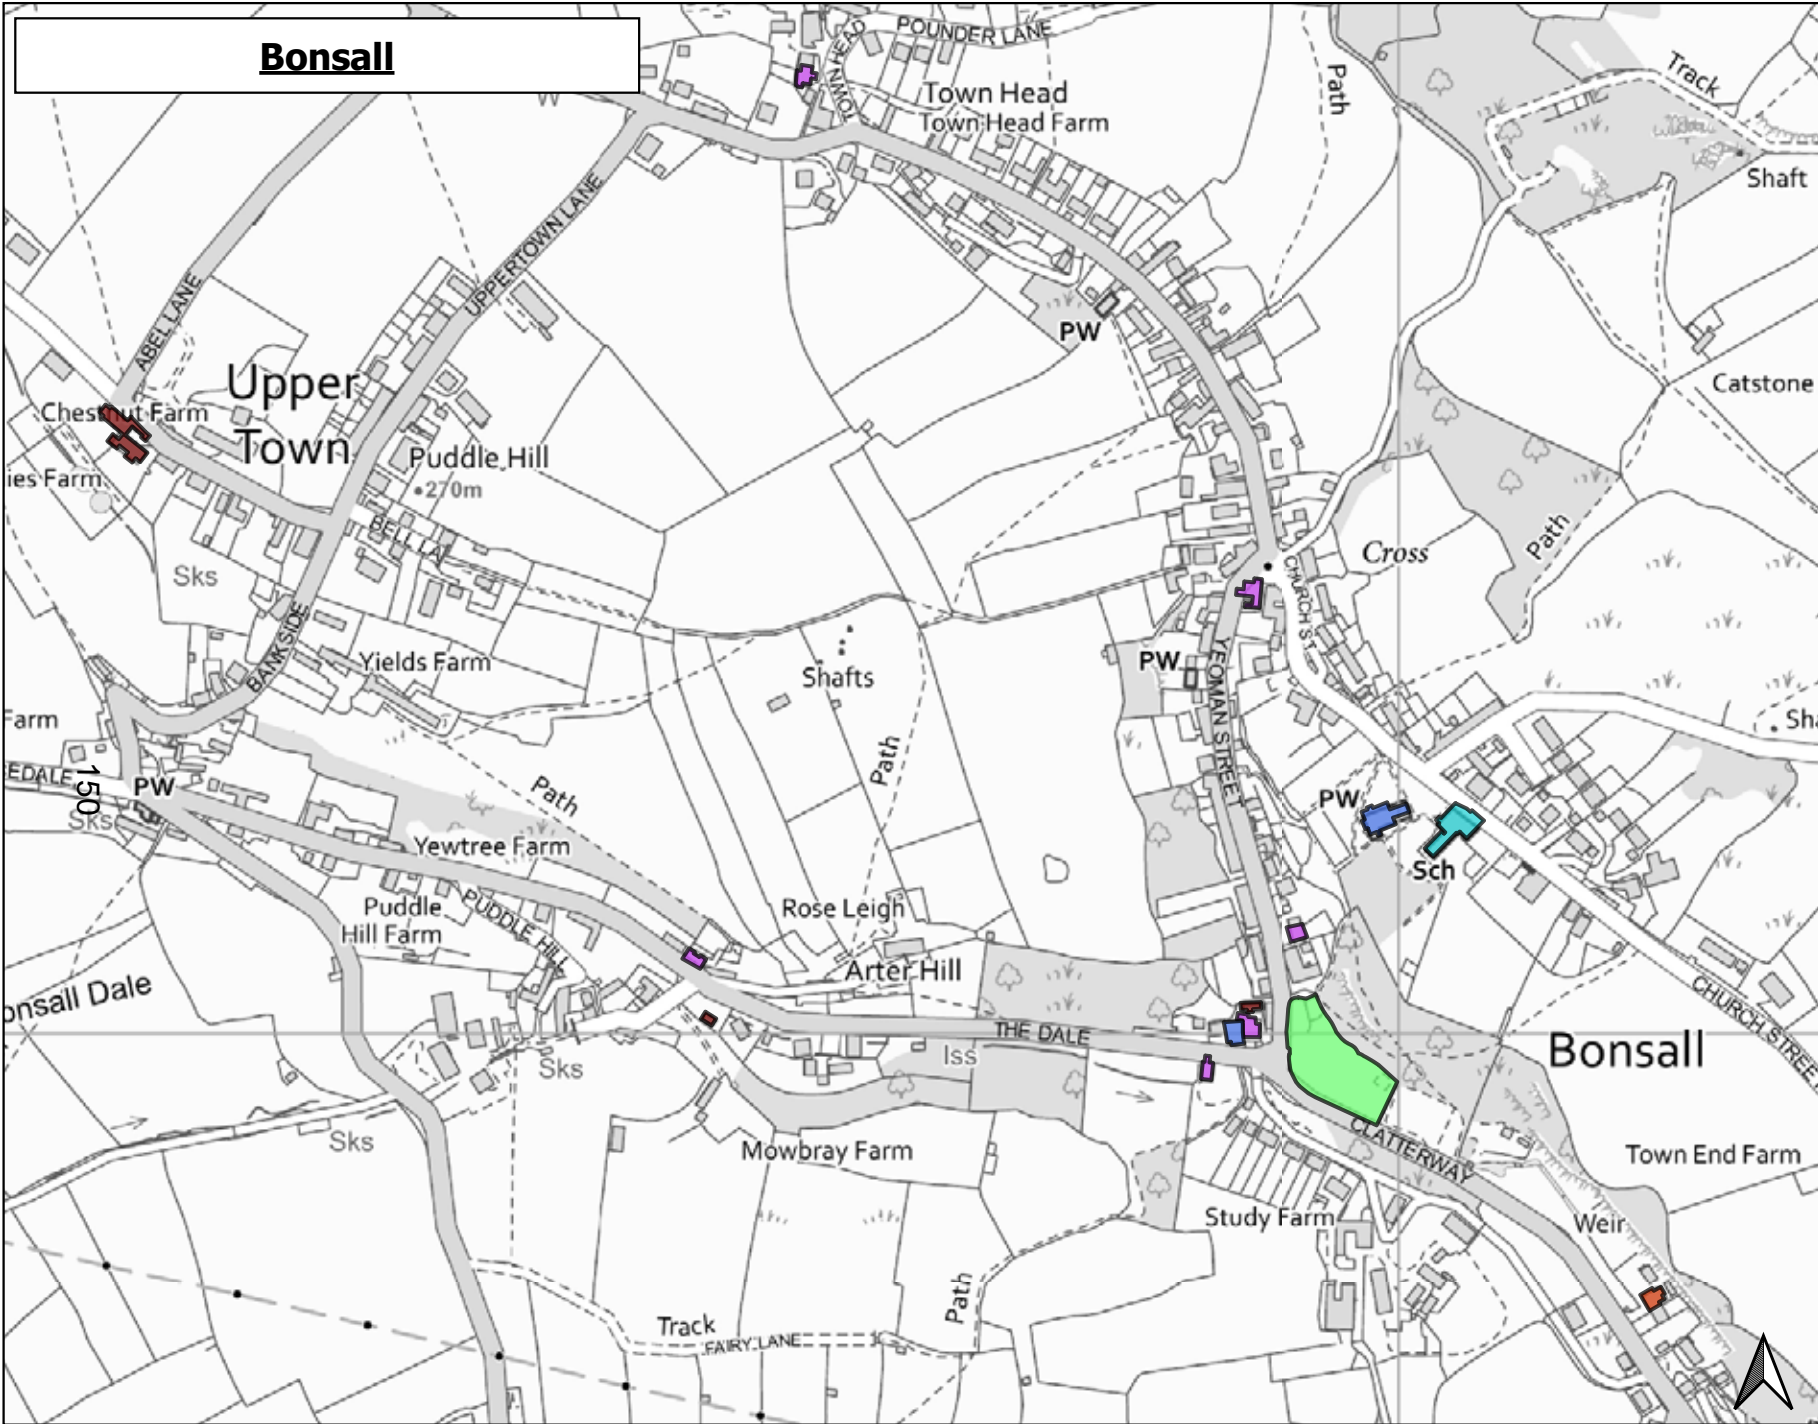 Bonsall
POUNDER LANE
TOWN HEAD
Town Head
Town Head Farm
Path
Track
Shaft
UPPERTOWN LANE
ABEL LANE
PW
Upper
Town
Chestnut Farm
Catstone
Puddle Hill
270m
ies Farm
BELL LA
Path
Cross
Sks
CHURCH ST
BANKSIDE
Yields Farm
Shafts
PW
YEOMAN STREET
Farm
Sha
Path
EDALE
150
PW
Sks
Path
PW
Yewtree Farm
Sch
Puddle
Hill Farm
PUDDLE HILL
Rose Leigh
Arter Hill
onsall Dale
CHURCH STREET
THE DALE
Iss
Sks
Bonsall
Sks
Mowbray Farm
CLATTERWAY
Town End Farm
Study Farm
Weir
Path
Track
FAIRY LANE